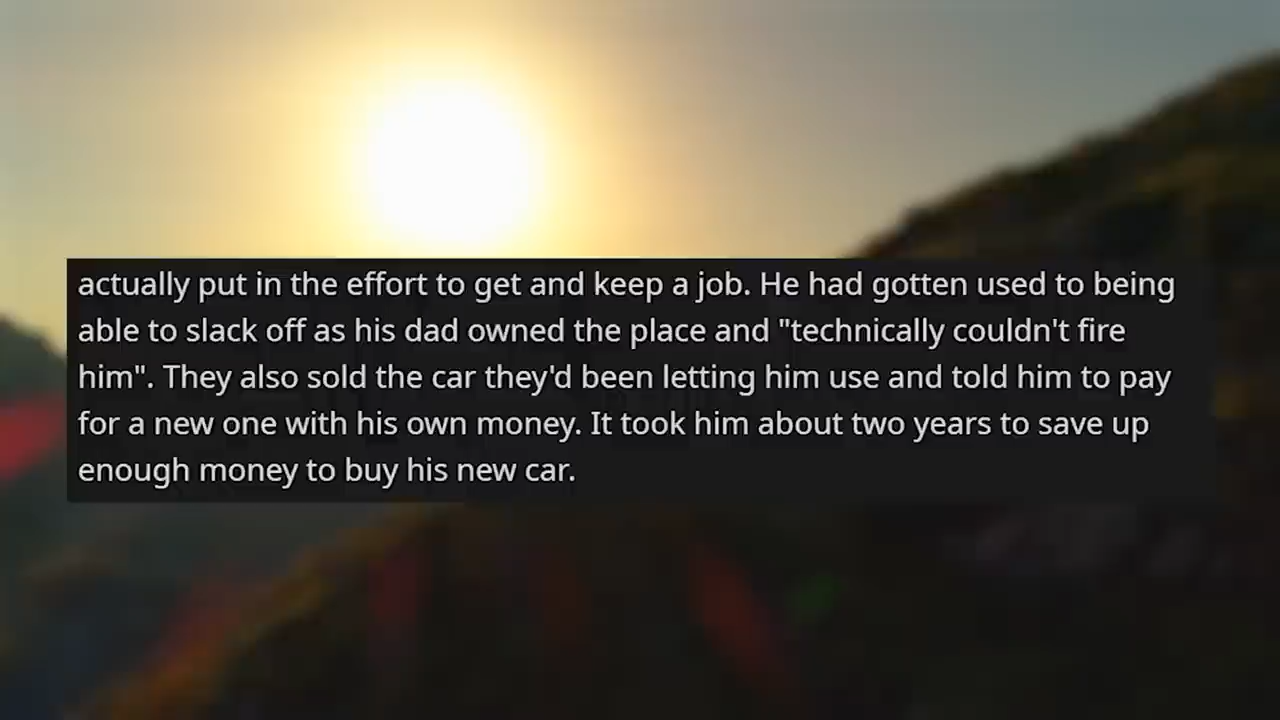 actually put in the effort to get and keep a job. He had gotten used to being
able to slack off as his dad owned the place and "technically couldn't fire
him". They also sold the car they'd been letting him use and told him to pay
for a new one with his own money. It took him about two years to save up
enough money to buy his new car.